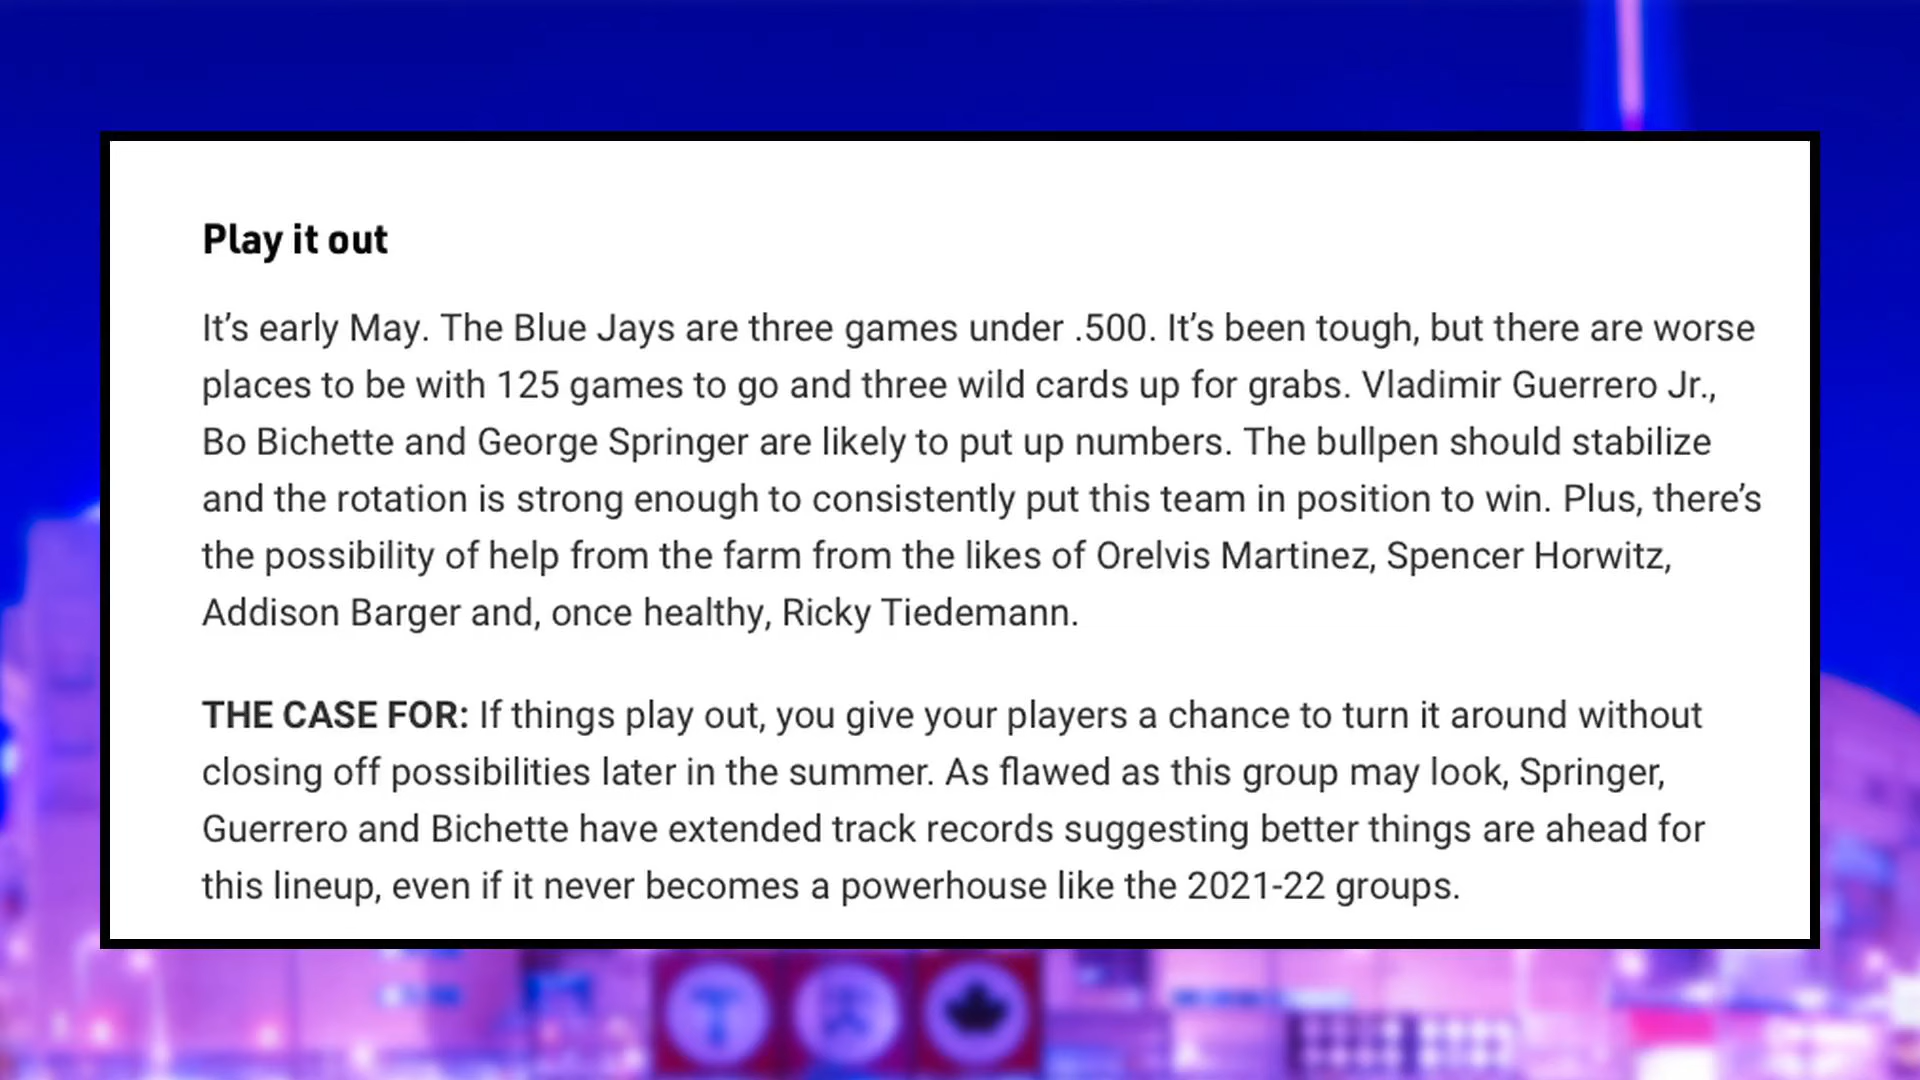 Play it out
It’s early May. The Blue Jays are three games under .500. It’s been tough, but there are worse
places to be with 125 games to go and three wild cards up for grabs. Vladimir Guerrero Jr.,
Bo Bichette and George Springer are likely to put up numbers. The bullpen should stabilize
and the rotation is strong enough to consistently put this team in position to win. Plus, there’s
the possibility of help from the farm from the likes of Orelvis Martinez, Spencer Horwitz,
Addison Barger and, once healthy, Ricky Tiedemann.
THE CASE FOR: If things play out, you give your players a chance to turn it around without
closing off possibilities later in the summer. As flawed as this group may look, Springer,
Guerrero and Bichette have extended track records suggesting better things are ahead for
this lineup, even if it never becomes a powerhouse like the 2021-22 groups.